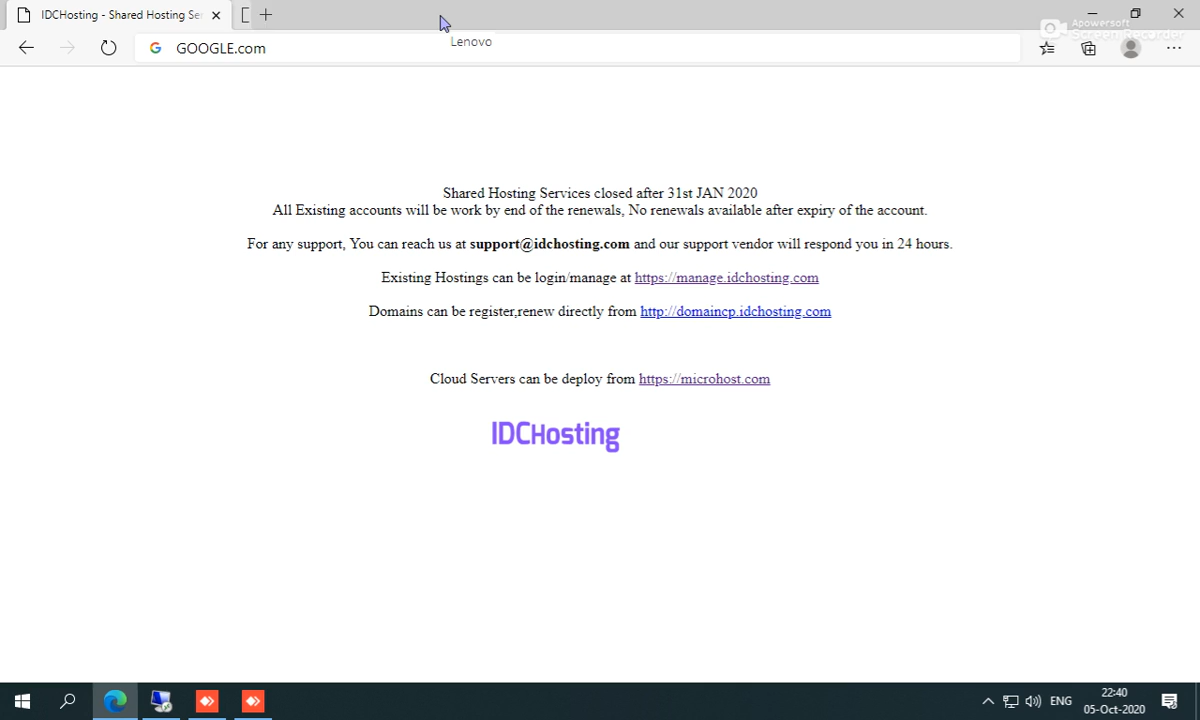 IDCHosting - Shared Hosting Se
Apowersoft
Screen Recorder
GOOGLE.com
Lenovo
Shared Hosting Services closed after 31st JAN 2020
All Existing accounts will be work by end of the renewals, No renewals available after expiry of the account.
For any support, You can reach us at support@idchosting.com and our support vendor will respond you in 24 hours.
Existing Hostings can be login/manage at https://manage.idchosting.com
Domains can be register,renew directly from http://domaincp.idchosting.com
Cloud Servers can be deploy from https://microhost.com
IDCHosting
ENG
22:40
05-Oct-2020